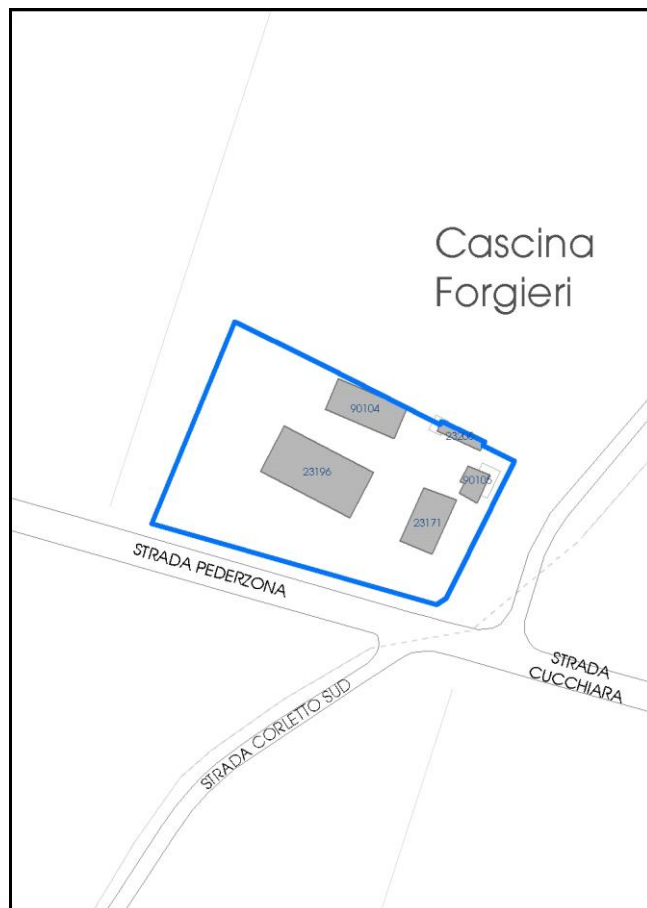 Cascina
Forgieri
90104
23196
90105
23171
STRADA PEDERZONA
STRADA
CUCCHIARA
STRADA CORLETTO SUD